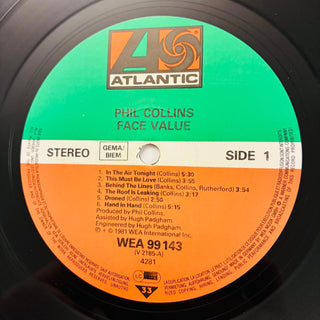 ATLANTIC
PHIL COLLINS
FACE VALUE
STEREO
GEMA/
BIEM
SIDE 1
1. In The Air Tonight (Collins) 5:30
2. This Must Be Love (Collins) 3:55
3. Behind The Lines (Banks, Collins, Rutherford) 3:53
4. The Roof Is Leaking (Collins) 3:17
5. Droned (Collins) 2:56
6. Hand in Hand (Collins) 5:15
Produced by Phil Collins.
Assisted by Hugh Padgham.
Engineered by Hugh Padgham.
℗ + © 1981 WEA International Inc.
WEA 99 143
(V 2185-A)
4281
LC
33